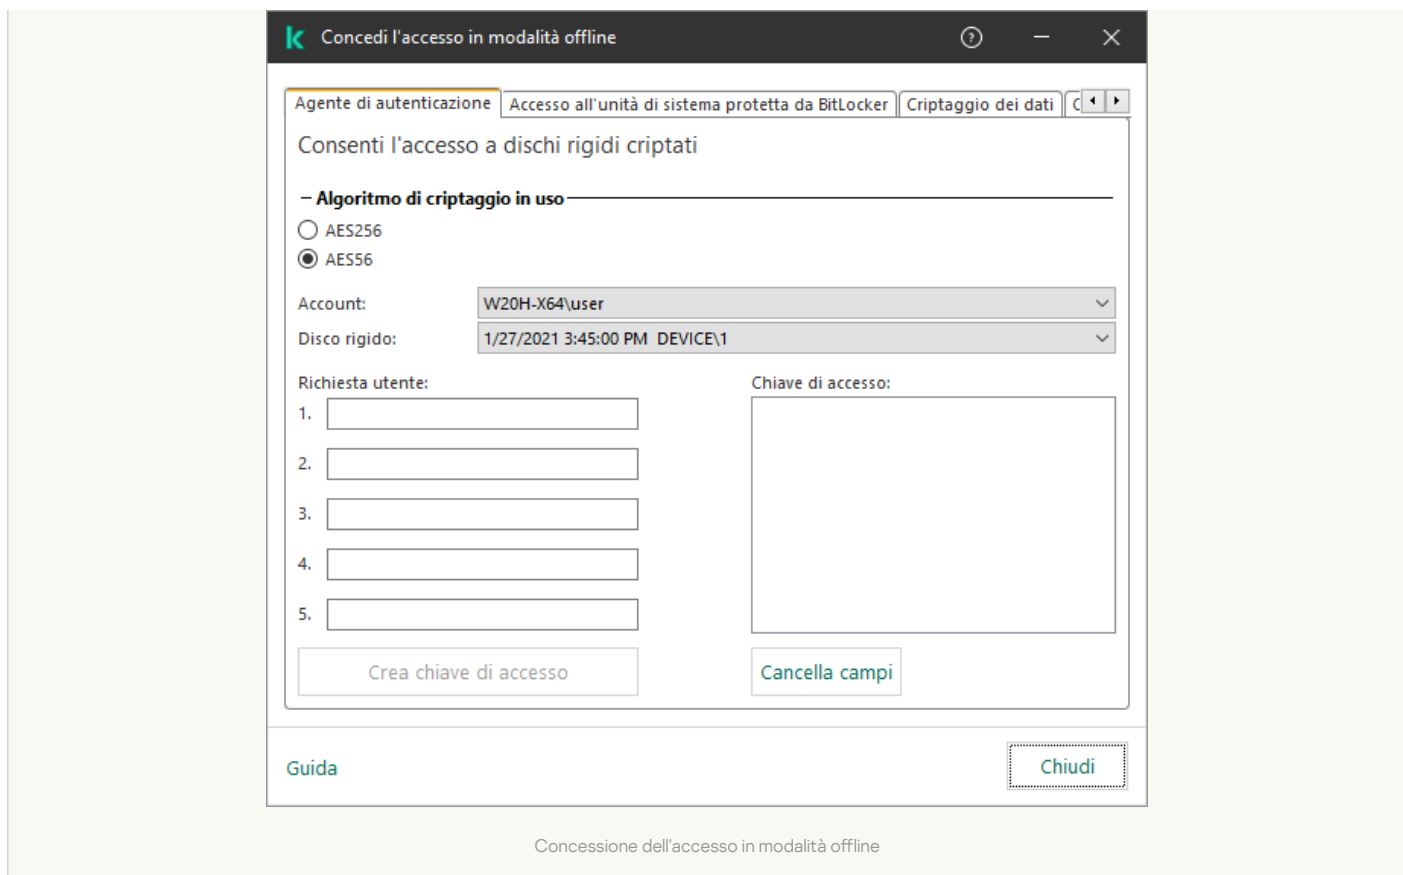 Concedi l'accesso in modalità offline
Agente di autenticazione Accesso all'unità di sistema protetta da BitLocker Criptaggio dei dati C
Consenti l'accesso a dischi rigidi criptati
Algoritmo di criptaggio in uso
AES256
AES56
Account: W20H-X64\user
Disco rigido: 1/27/2021 3:45:00 PM DEVICE\1
Richiesta utente: Chiave di accesso:
1.
2.
3.
4.
5.
Crea chiave di accesso Cancella campi
Guida Chiudi
Concessione dell'accesso in modalità offline